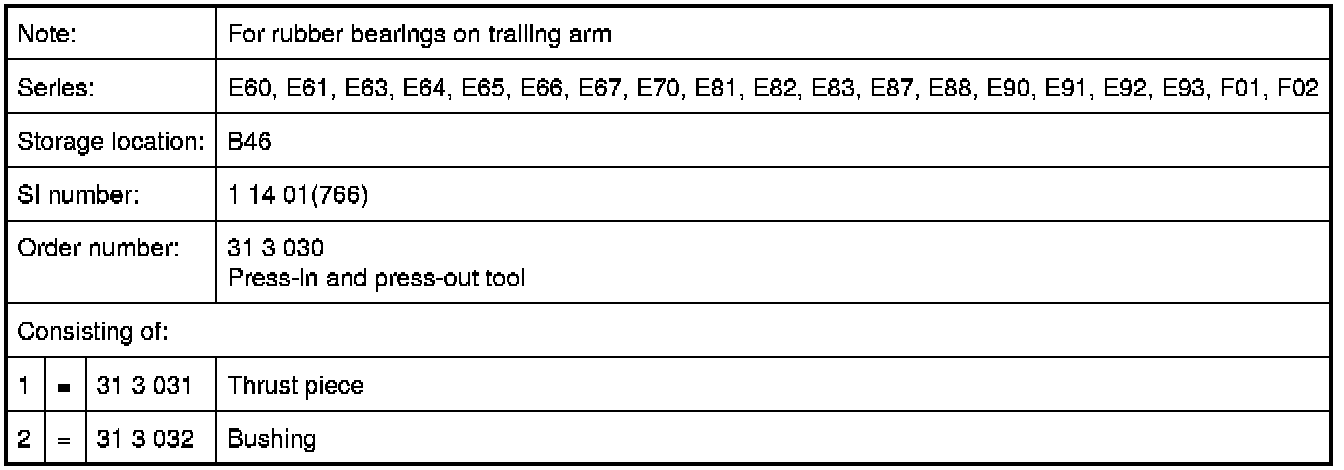 Note: For rubber bearings on trailing arm
Series: E60, E61, E63, E64, E65, E66, E67, E70, E81, E82, E83, E87, E88, E90, E91, E92, E93, F01, F02
Storage location: B46
SI number: 1 14 01(766)
Order number: 31 3 030
Press-in and press-out tool
Consisting of:
1 = 31 3 031 Thrust piece
2 = 31 3 032 Bushing